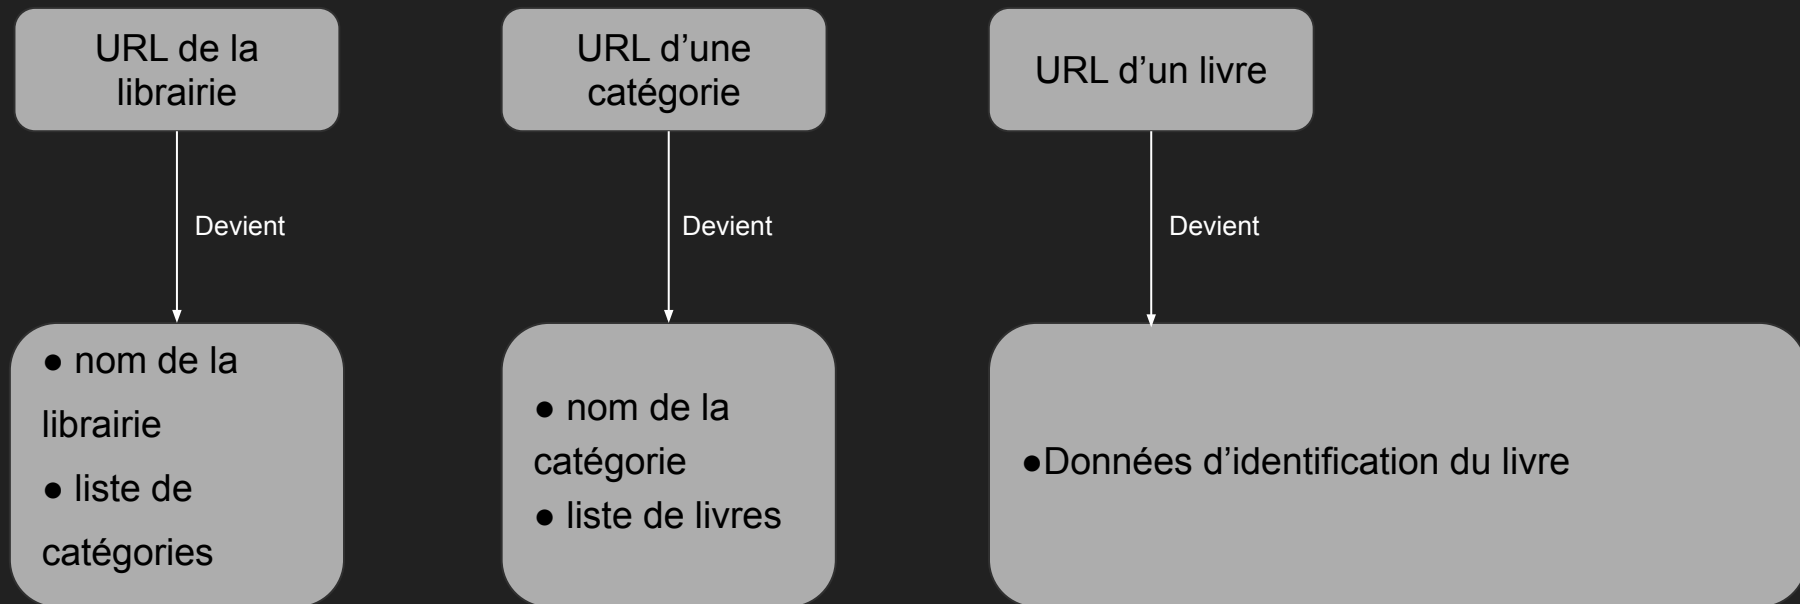 URL de la
librairie
URL d’une
catégorie
URL d’un livre
Devient
Devient
Devient
● nom de la
librairie
● liste de
catégories
● nom de la
catégorie
● liste de livres
●Données d’identification du livre